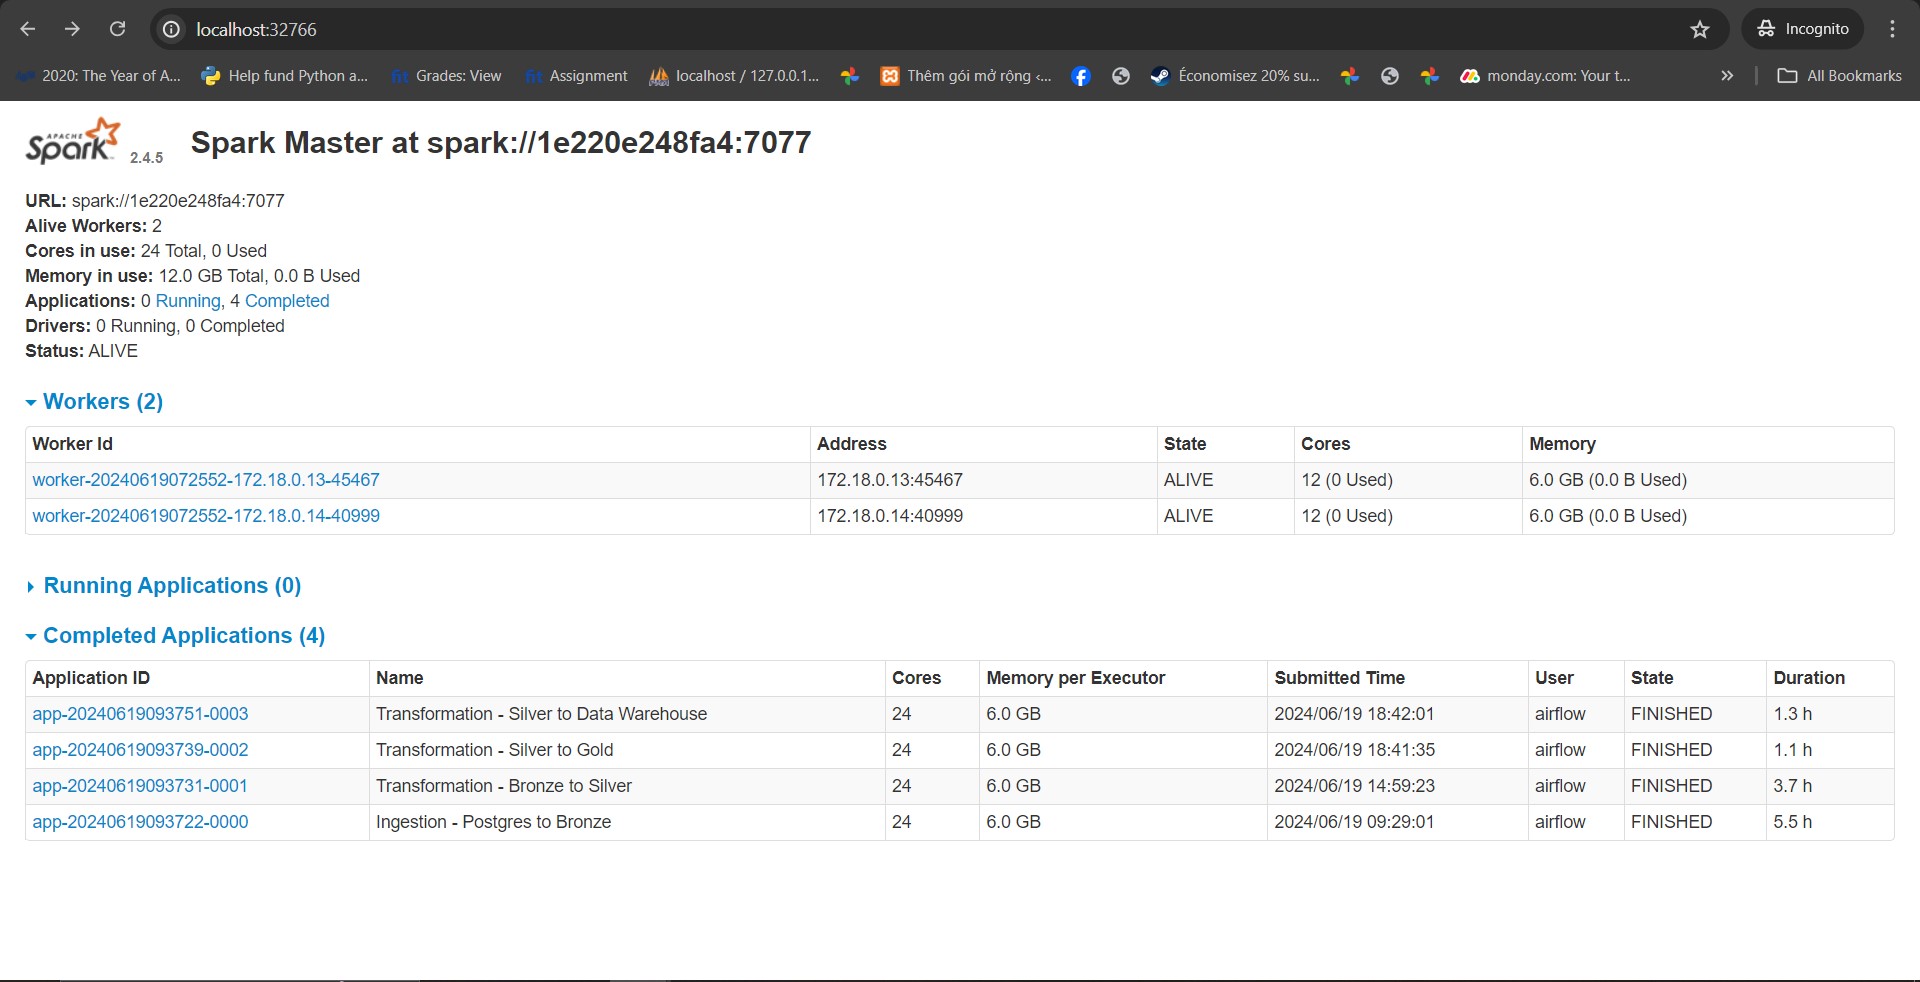 localhost:32766
Incognito
2020: The Year of A...
Help fund Python a...
fit Grades: View
fit Assignment
localhost / 127.0.0.1...
Thêm gói mở rộng ‹...
Économisez 20% su...
monday.com: Your t...
»
All Bookmarks
APACHE Spark 2.4.5
Spark Master at spark://1e220e248fa4:7077
URL: spark://1e220e248fa4:7077
Alive Workers: 2
Cores in use: 24 Total, 0 Used
Memory in use: 12.0 GB Total, 0.0 B Used
Applications: 0 Running, 4 Completed
Drivers: 0 Running, 0 Completed
Status: ALIVE
Workers (2)
Worker Id Address State Cores Memory
worker-20240619072552-172.18.0.13-45467 172.18.0.13:45467 ALIVE 12 (0 Used) 6.0 GB (0.0 B Used)
worker-20240619072552-172.18.0.14-40999 172.18.0.14:40999 ALIVE 12 (0 Used) 6.0 GB (0.0 B Used)
Running Applications (0)
Completed Applications (4)
Application ID Name Cores Memory per Executor Submitted Time User State Duration
app-20240619093751-0003 Transformation - Silver to Data Warehouse 24 6.0 GB 2024/06/19 18:42:01 airflow FINISHED 1.3 h
app-20240619093739-0002 Transformation - Silver to Gold 24 6.0 GB 2024/06/19 18:41:35 airflow FINISHED 1.1 h
app-20240619093731-0001 Transformation - Bronze to Silver 24 6.0 GB 2024/06/19 14:59:23 airflow FINISHED 3.7 h
app-20240619093722-0000 Ingestion - Postgres to Bronze 24 6.0 GB 2024/06/19 09:29:01 airflow FINISHED 5.5 h